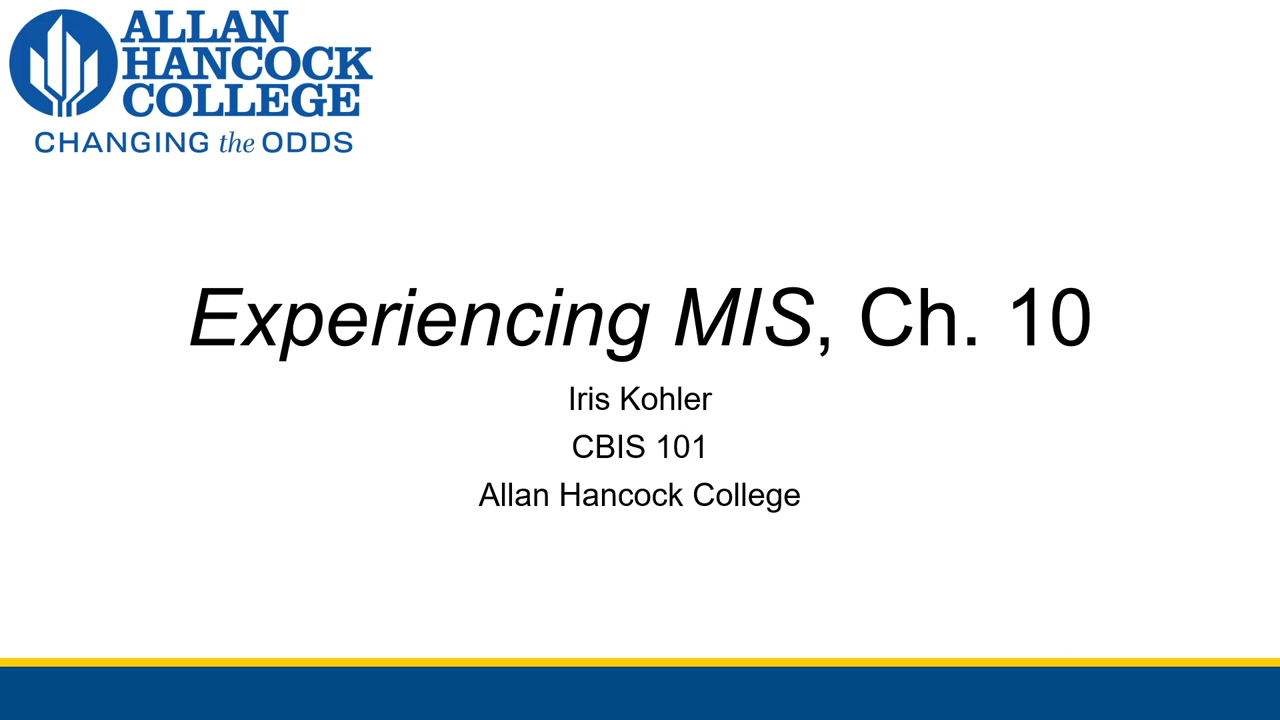 ALLAN
HANCOCK
COLLEGE
CHANGING the ODDS
Experiencing MIS, Ch. 10
Iris Kohler
CBIS 101
Allan Hancock College